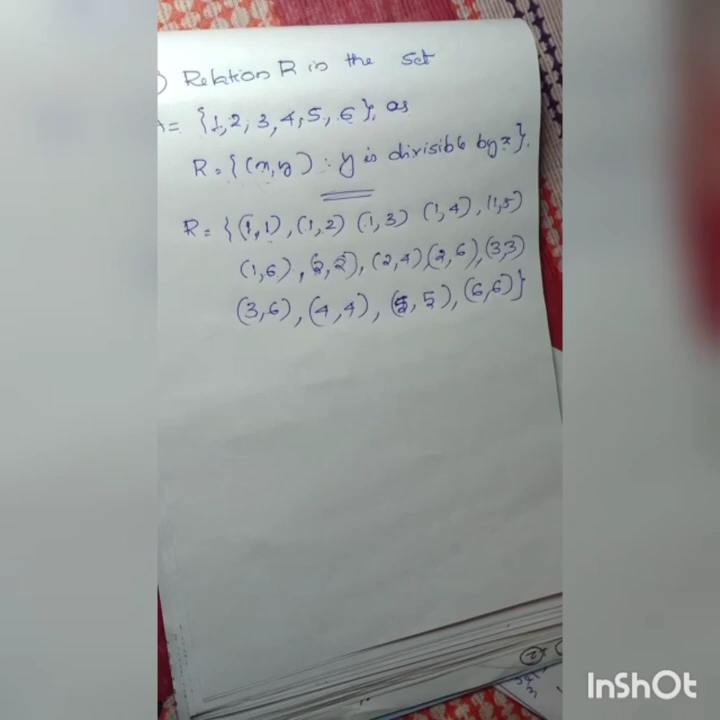 ) Relation R in the set
A= {1,2,3,4,5,6}, as
R={(x,y) : y is divisible by x}.
R= {(1,1),(1,2) (1,3) (1,4),(1,5)
(1,6),(2,2),(2,4)(2,6),(3,3)
(3,6),(4,4),(5,5),(6,6)}
InShOt